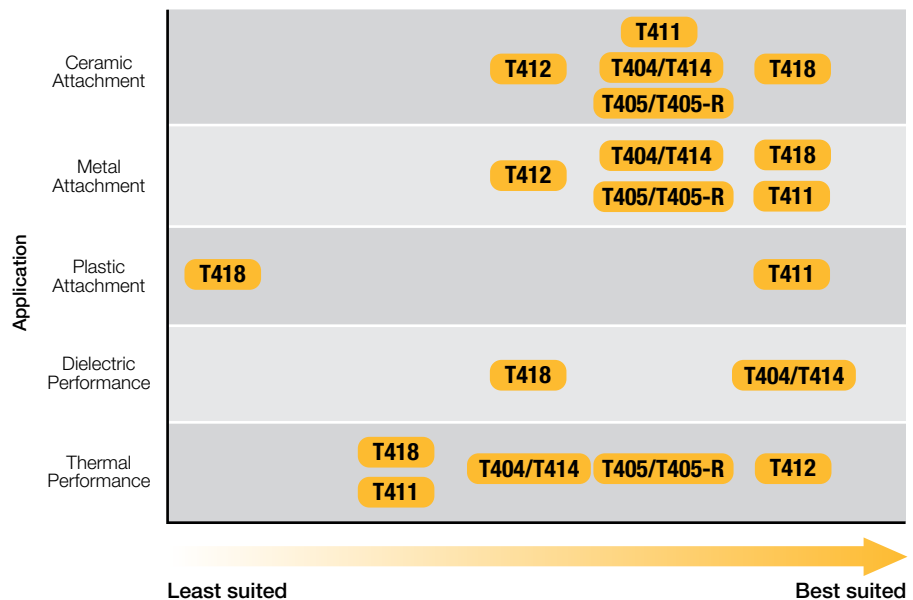 Application
Ceramic
Attachment
T411
T412
T404/T414
T418
T405/T405-R
Metal
Attachment
T404/T414
T418
T412
T405/T405-R
T411
Plastic
Attachment
T418
T411
Dielectric
Performance
T418
T404/T414
Thermal
Performance
T418
T404/T414
T405/T405-R
T412
T411
Least suited
Best suited